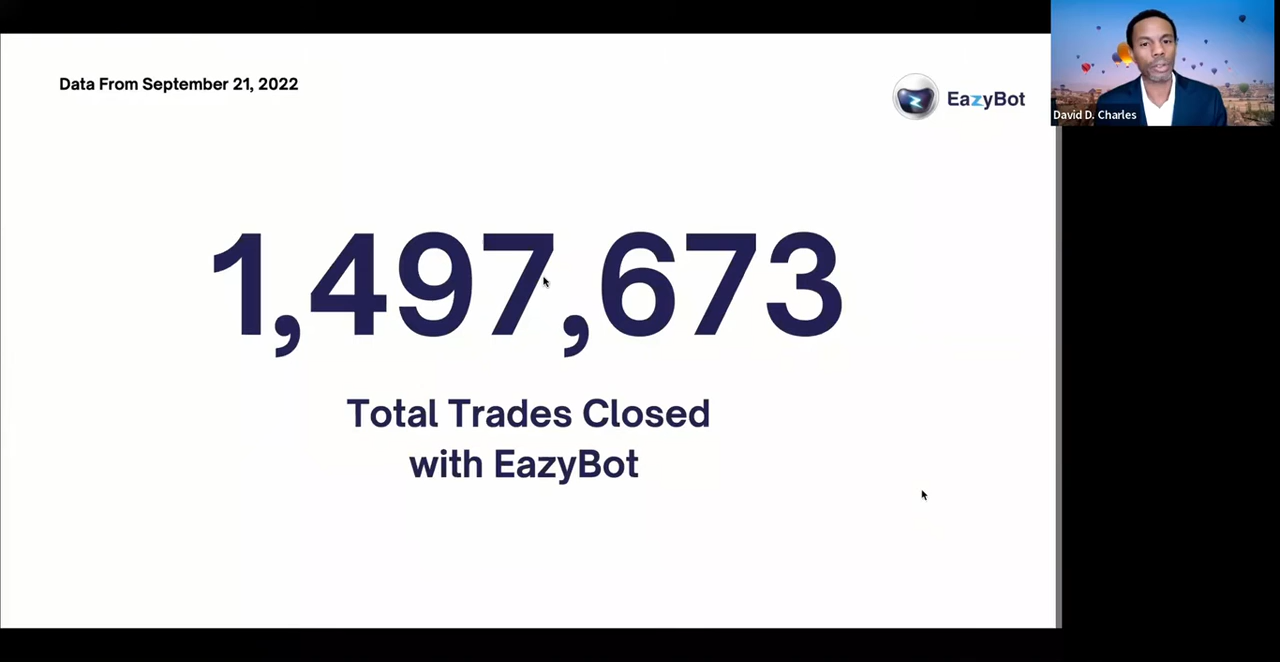 Data From September 21, 2022
EazyBot
David D. Charles
1,497,673
Total Trades Closed
with EazyBot